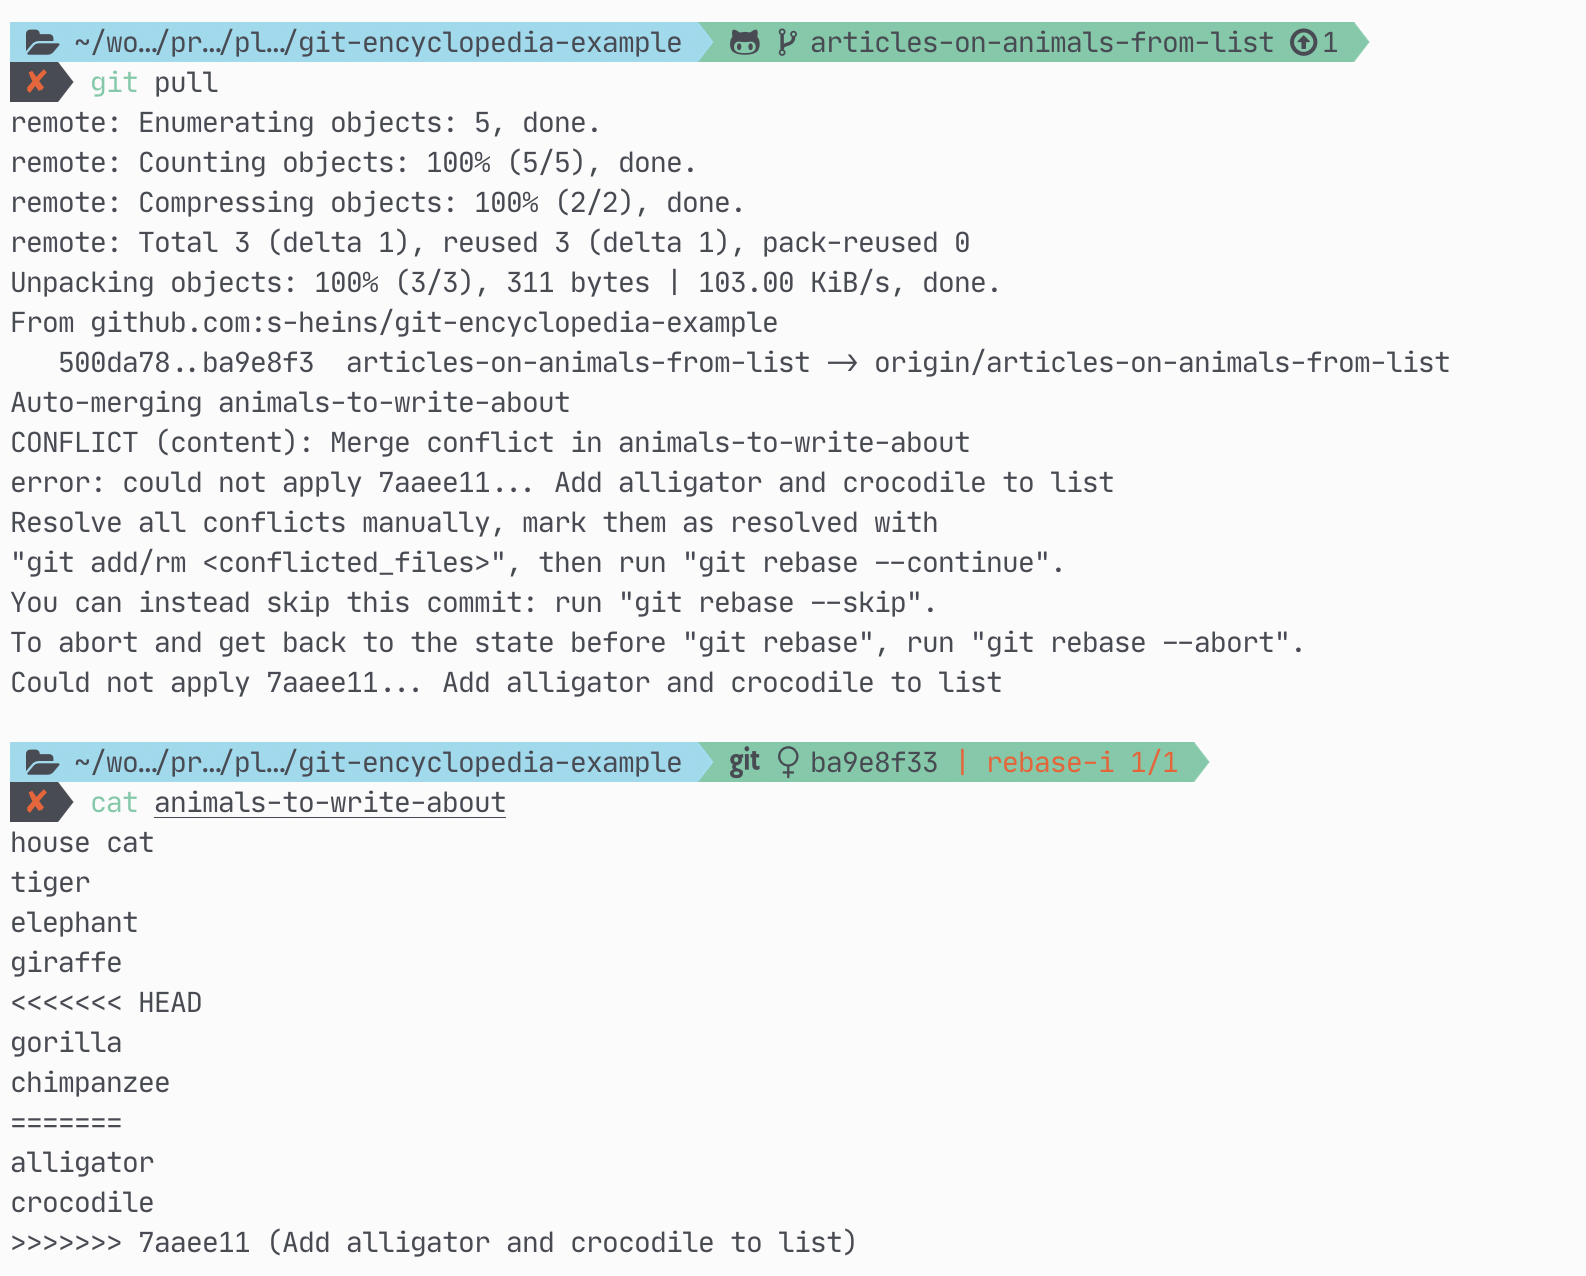 ~/wo…/pr…/pl…/git-encyclopedia-example articles-on-animals-from-list 1
✘ git pull
remote: Enumerating objects: 5, done.
remote: Counting objects: 100% (5/5), done.
remote: Compressing objects: 100% (2/2), done.
remote: Total 3 (delta 1), reused 3 (delta 1), pack-reused 0
Unpacking objects: 100% (3/3), 311 bytes | 103.00 KiB/s, done.
From github.com:s-heins/git-encyclopedia-example
   500da78..ba9e8f3  articles-on-animals-from-list -> origin/articles-on-animals-from-list
Auto-merging animals-to-write-about
CONFLICT (content): Merge conflict in animals-to-write-about
error: could not apply 7aaee11... Add alligator and crocodile to list
Resolve all conflicts manually, mark them as resolved with
"git add/rm <conflicted_files>", then run "git rebase --continue".
You can instead skip this commit: run "git rebase --skip".
To abort and get back to the state before "git rebase", run "git rebase --abort".
Could not apply 7aaee11... Add alligator and crocodile to list
~/wo…/pr…/pl…/git-encyclopedia-example git ba9e8f33 | rebase-i 1/1
✘ cat animals-to-write-about
house cat
tiger
elephant
giraffe
<<<<<<< HEAD
gorilla
chimpanzee
=======
alligator
crocodile
>>>>>>> 7aaee11 (Add alligator and crocodile to list)